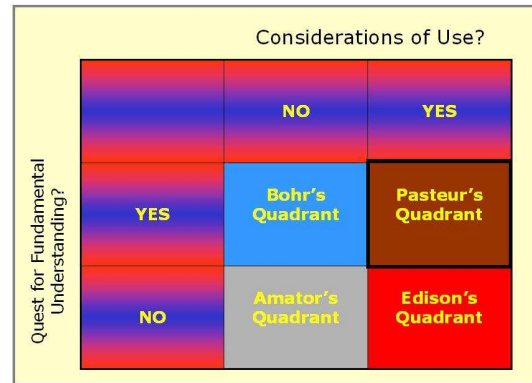 Considerations of Use?
NO
YES
Quest for Fundamental
Understanding?
YES
Bohr's
Quadrant
Pasteur's
Quadrant
NO
Amator's
Quadrant
Edison's
Quadrant